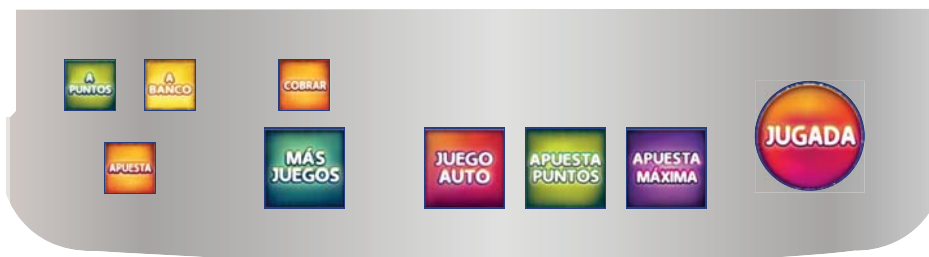 A
PUNTOS
A
BANCO
COBRAR
APUESTA
MÁS
JUEGOS
JUEGO
AUTO
APUESTA
PUNTOS
APUESTA
MÁXIMA
JUGADA